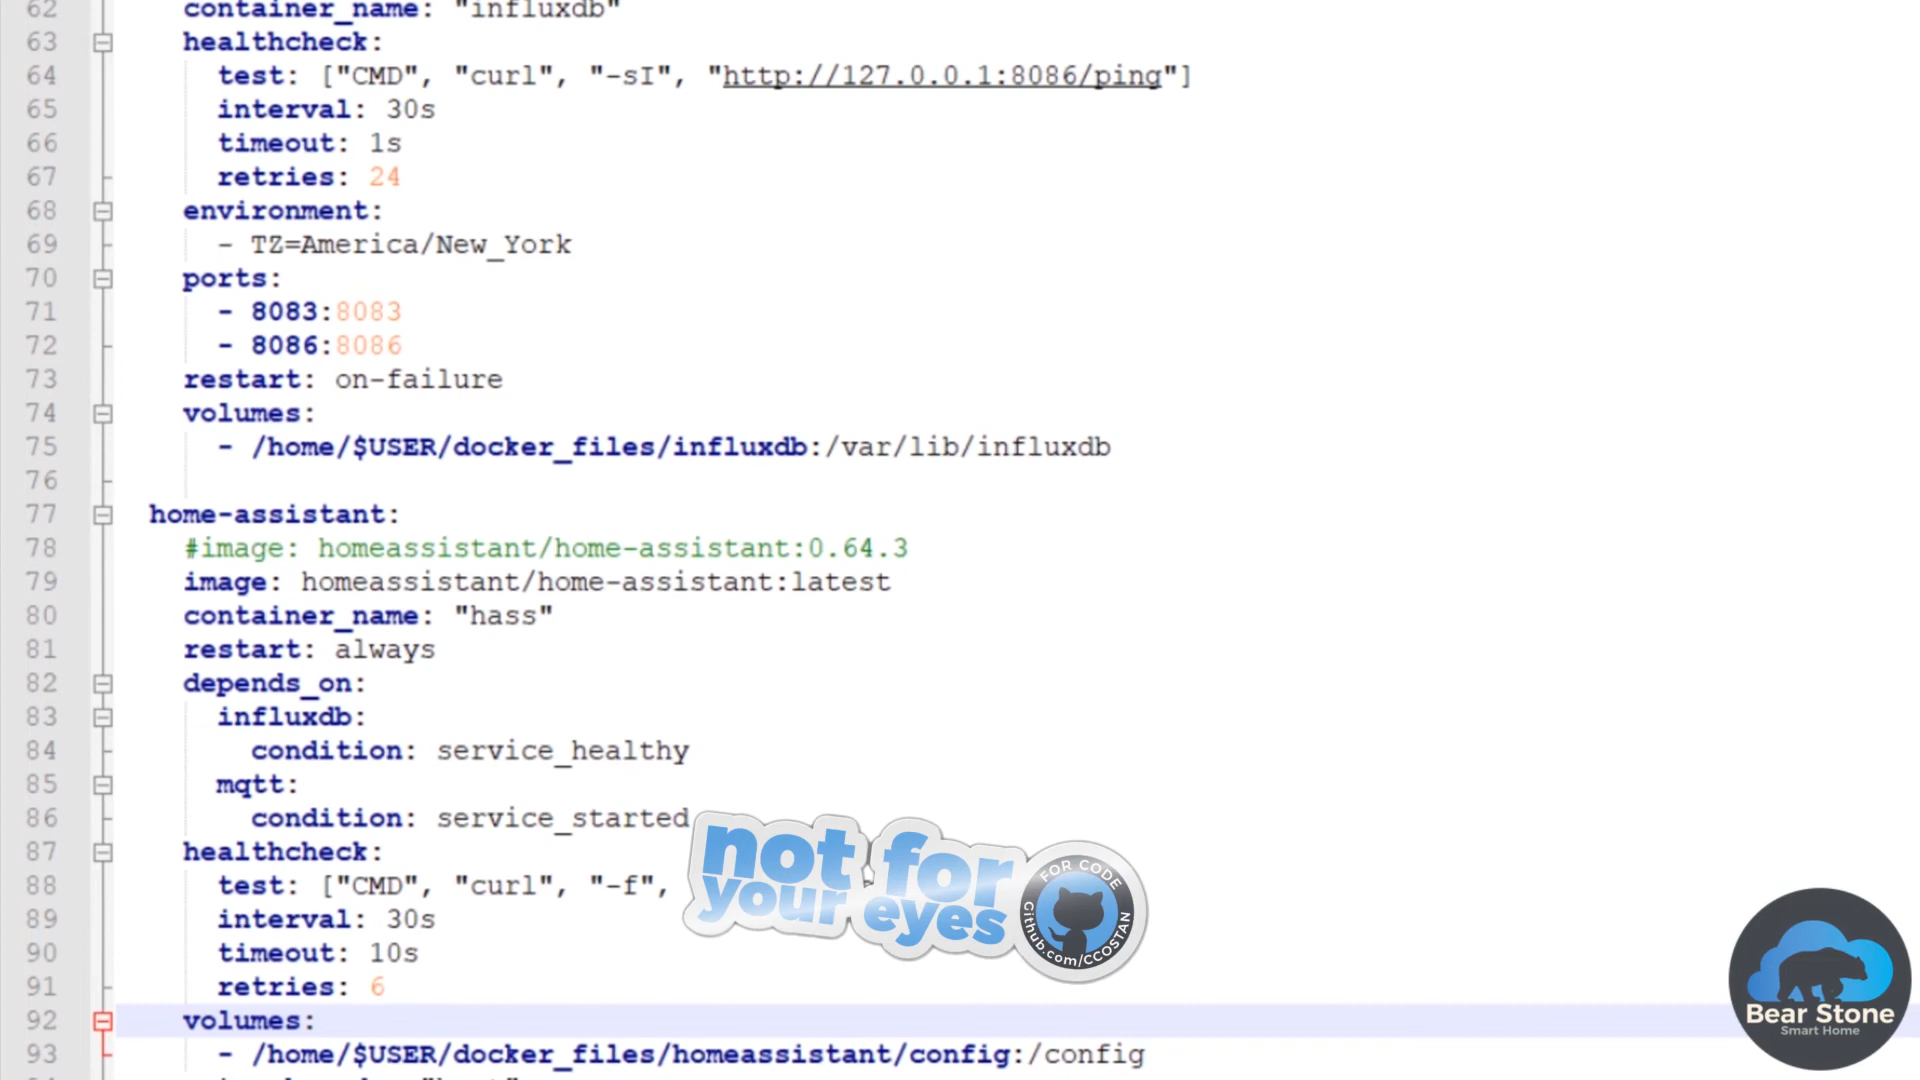 62 container_name: "influxdb"
63 healthcheck:
64 test: ["CMD", "curl", "-sI", "http://127.0.0.1:8086/ping"]
65 interval: 30s
66 timeout: 1s
67 retries: 24
68 environment:
69 - TZ=America/New_York
70 ports:
71 - 8083:8083
72 - 8086:8086
73 restart: on-failure
74 volumes:
75 - /home/$USER/docker_files/influxdb:/var/lib/influxdb
76
77 home-assistant:
78 #image: homeassistant/home-assistant:0.64.3
79 image: homeassistant/home-assistant:latest
80 container_name: "hass"
81 restart: always
82 depends_on:
83 influxdb:
84 condition: service_healthy
85 mqtt:
86 condition: service_started
87 healthcheck:
88 test: ["CMD", "curl", "-f",
89 interval: 30s
90 timeout: 10s
91 retries: 6
92 volumes:
93 - /home/$USER/docker_files/homeassistant/config:/config
not for
your eyes
FOR CODE
Github.com/CCOSTAN
Bear Stone
Smart Home